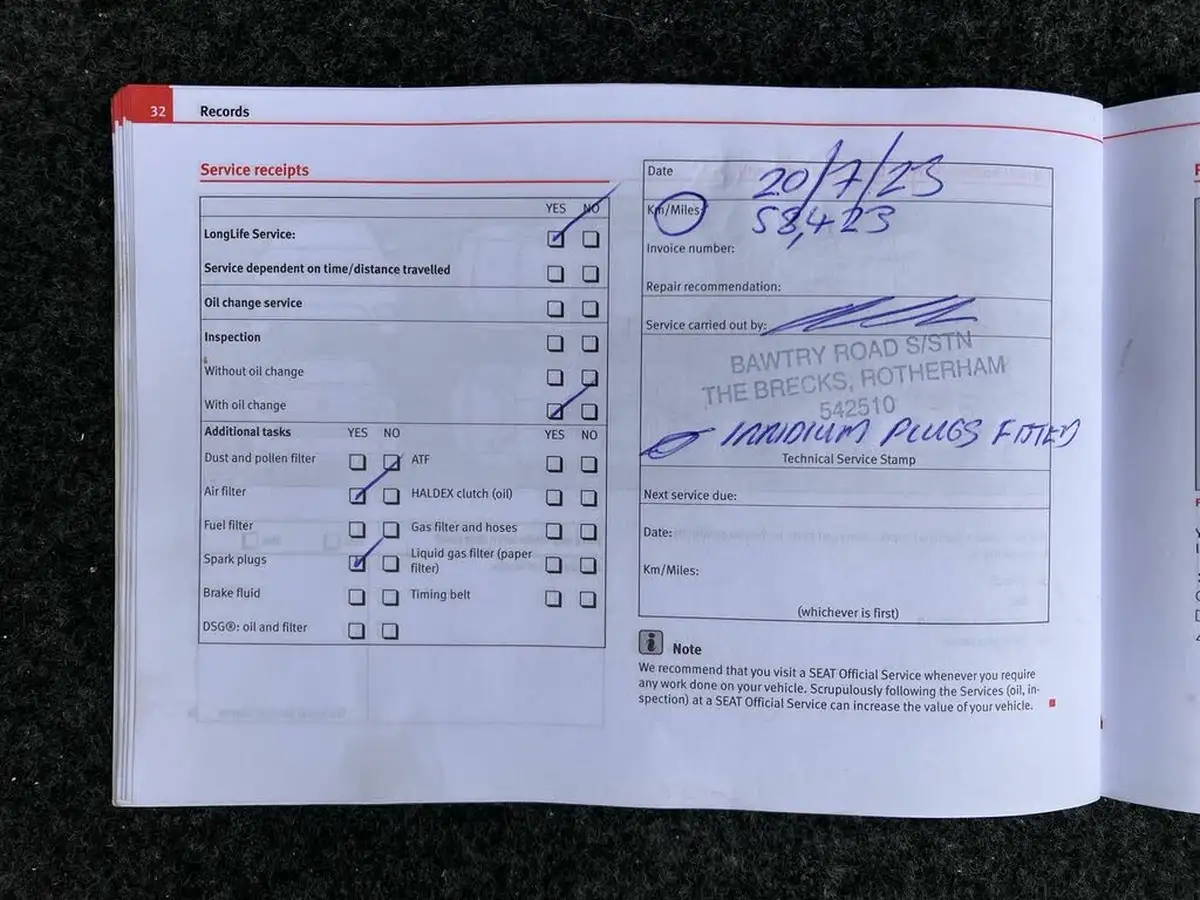 32 Records
Service receipts
YES NO
LongLife Service:
Service dependent on time/distance travelled
Oil change service
Inspection
Without oil change
With oil change
Additional tasks YES NO YES NO
Dust and pollen filter ATF
Air filter HALDEX clutch (oil)
Fuel filter Gas filter and hoses
Spark plugs Liquid gas filter (paper
filter)
Brake fluid Timing belt
DSG®: oil and filter
Date 20/7/23
Km/Miles: 58,423
Invoice number:
Repair recommendation:
Service carried out by:
BAWTRY ROAD S/STN
THE BRECKS, ROTHERHAM
542510
IRRIDIUM PLUGS FITTED
Technical Service Stamp
Next service due:
Date:
Km/Miles:
(whichever is first)
Note
We recommend that you visit a SEAT Official Service whenever you require
any work done on your vehicle. Scrupulously following the Services (oil, in-
spection) at a SEAT Official Service can increase the value of your vehicle.